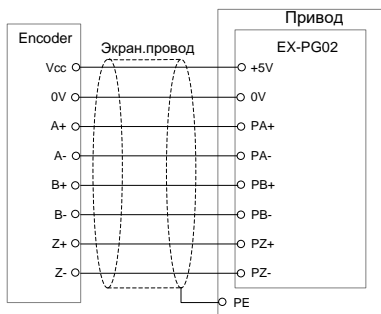 Привод
Encoder
Экран.провод
EX-PG02
Vcc
+5V
0V
0V
A+
PA+
A-
PA-
B+
PB+
B-
PB-
Z+
PZ+
Z-
PZ-
PE